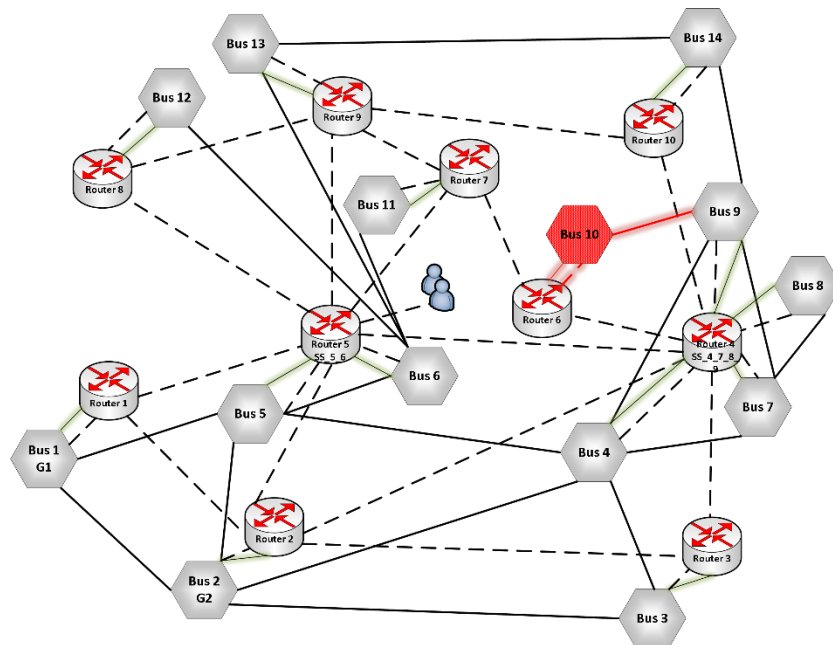 Bus 13
Bus 14
Bus 12
Router 9
Router 10
Router 8
Router 7
Bus 11
Bus 10
Bus 9
Bus 8
Router 6
Router 5
SS_5_6
Router 4
SS_4_7_8_
9
Router 1
Bus 6
Bus 5
Bus 7
Bus 1
G1
Bus 4
Router 2
Router 3
Bus 2
G2
Bus 3